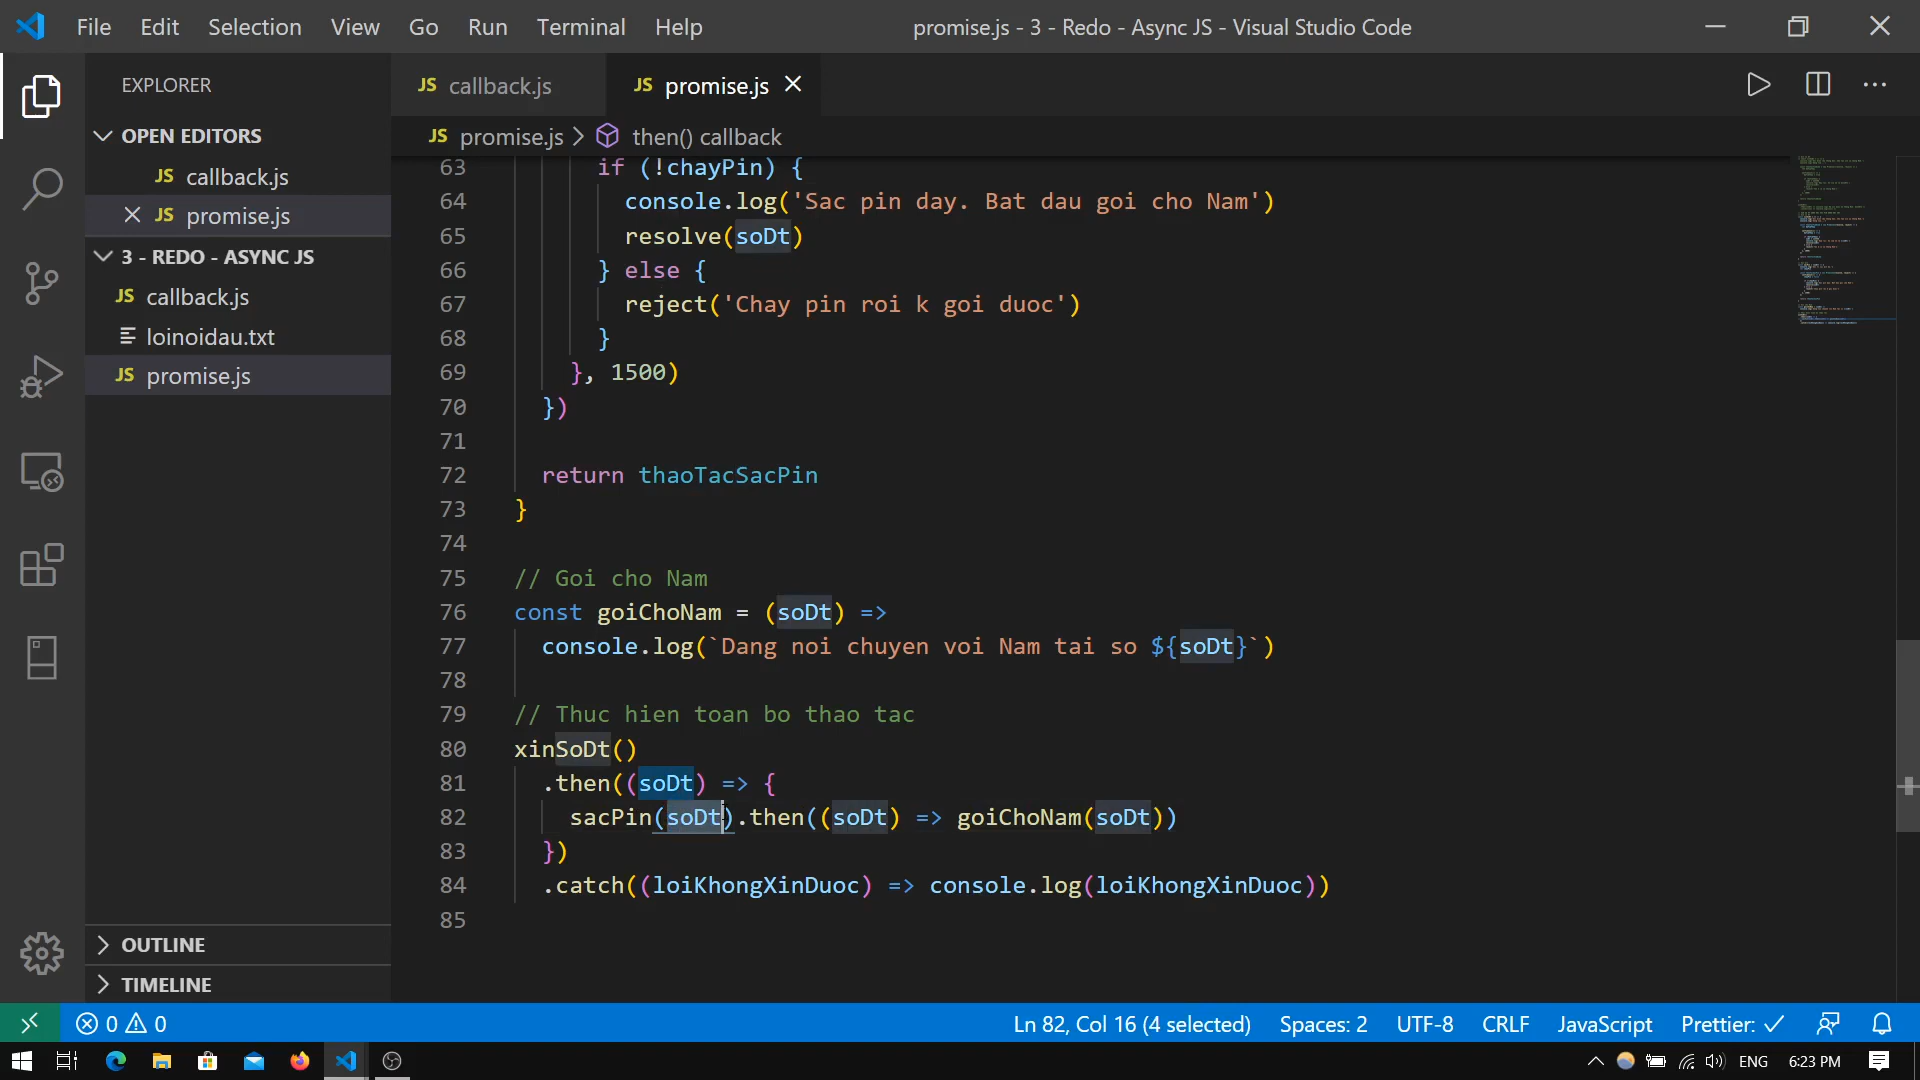 File Edit Selection View Go Run Terminal Help
promise.js - 3 - Redo - Async JS - Visual Studio Code
EXPLORER
OPEN EDITORS
JS callback.js
JS promise.js
3 - REDO - ASYNC JS
JS callback.js
loinoidau.txt
JS promise.js
OUTLINE
TIMELINE
JS callback.js
JS promise.js
JS promise.js > then() callback
63 if (!chayPin) {
64 console.log('Sac pin day. Bat dau goi cho Nam')
65 resolve(soDt)
66 } else {
67 reject('Chay pin roi k goi duoc')
68 }
69 }, 1500)
70 })
71
72 return thaoTacSacPin
73 }
74
75 // Goi cho Nam
76 const goiChoNam = (soDt) =>
77 console.log(`Dang noi chuyen voi Nam tai so ${soDt}`)
78
79 // Thuc hien toan bo thao tac
80 xinSoDt()
81 .then((soDt) => {
82 sacPin(soDt).then((soDt) => goiChoNam(soDt))
83 })
84 .catch((loiKhongXinDuoc) => console.log(loiKhongXinDuoc))
85
0 0
Ln 82, Col 16 (4 selected) Spaces: 2 UTF-8 CRLF JavaScript Prettier: ✓
ENG 6:23 PM